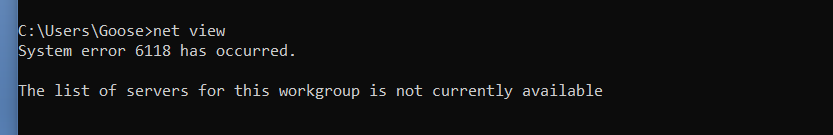 C:\Users\Goose>net view
System error 6118 has occurred.
The list of servers for this workgroup is not currently available